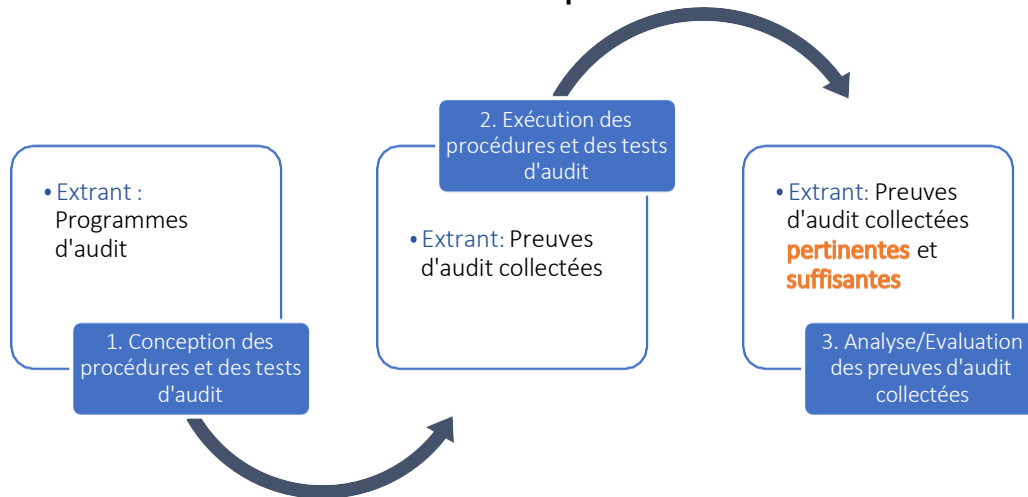 • Extrant :
Programmes
d'audit
1. Conception des
procédures et des tests
d'audit
2. Exécution des
procédures et des tests
d'audit
• Extrant: Preuves
d'audit collectées
• Extrant: Preuves
d'audit collectées
pertinentes et
suffisantes
3. Analyse/Evaluation
des preuves d'audit
collectées